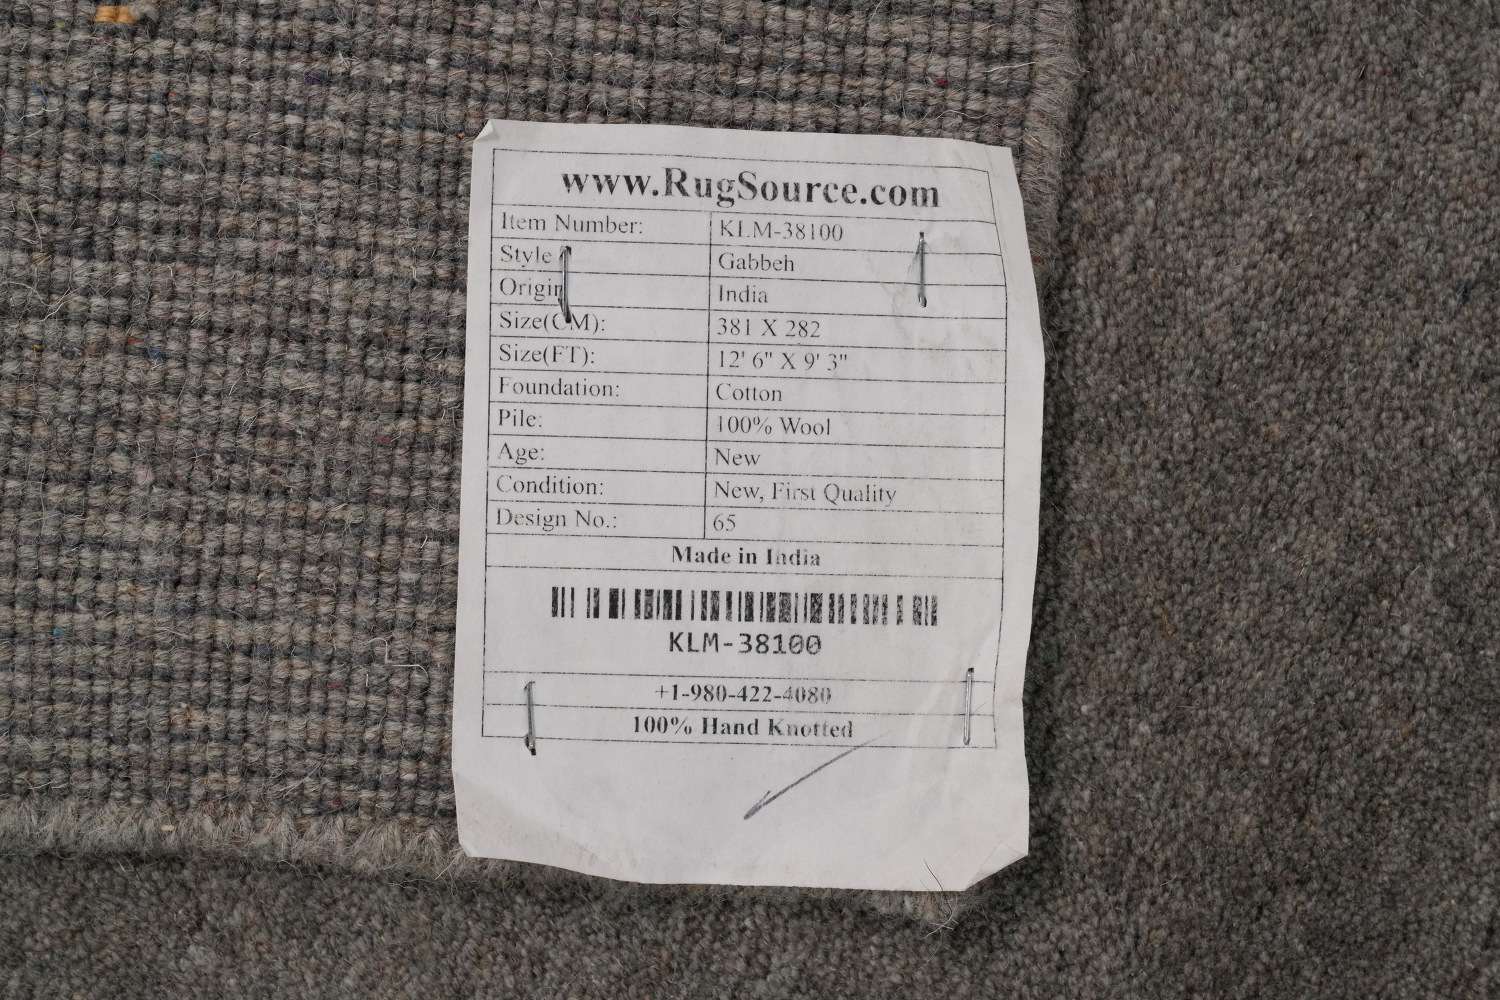 www.RugSource.com
Item Number: KLM-38100
Style Gabbeh
Origin India
Size(CM): 381 X 282
Size(FT): 12' 6" X 9' 3"
Foundation: Cotton
Pile: 100% Wool
Age: New
Condition: New, First Quality
Design No.: 65
Made in India
KLM-38100
+1-980-422-4080
100% Hand Knotted